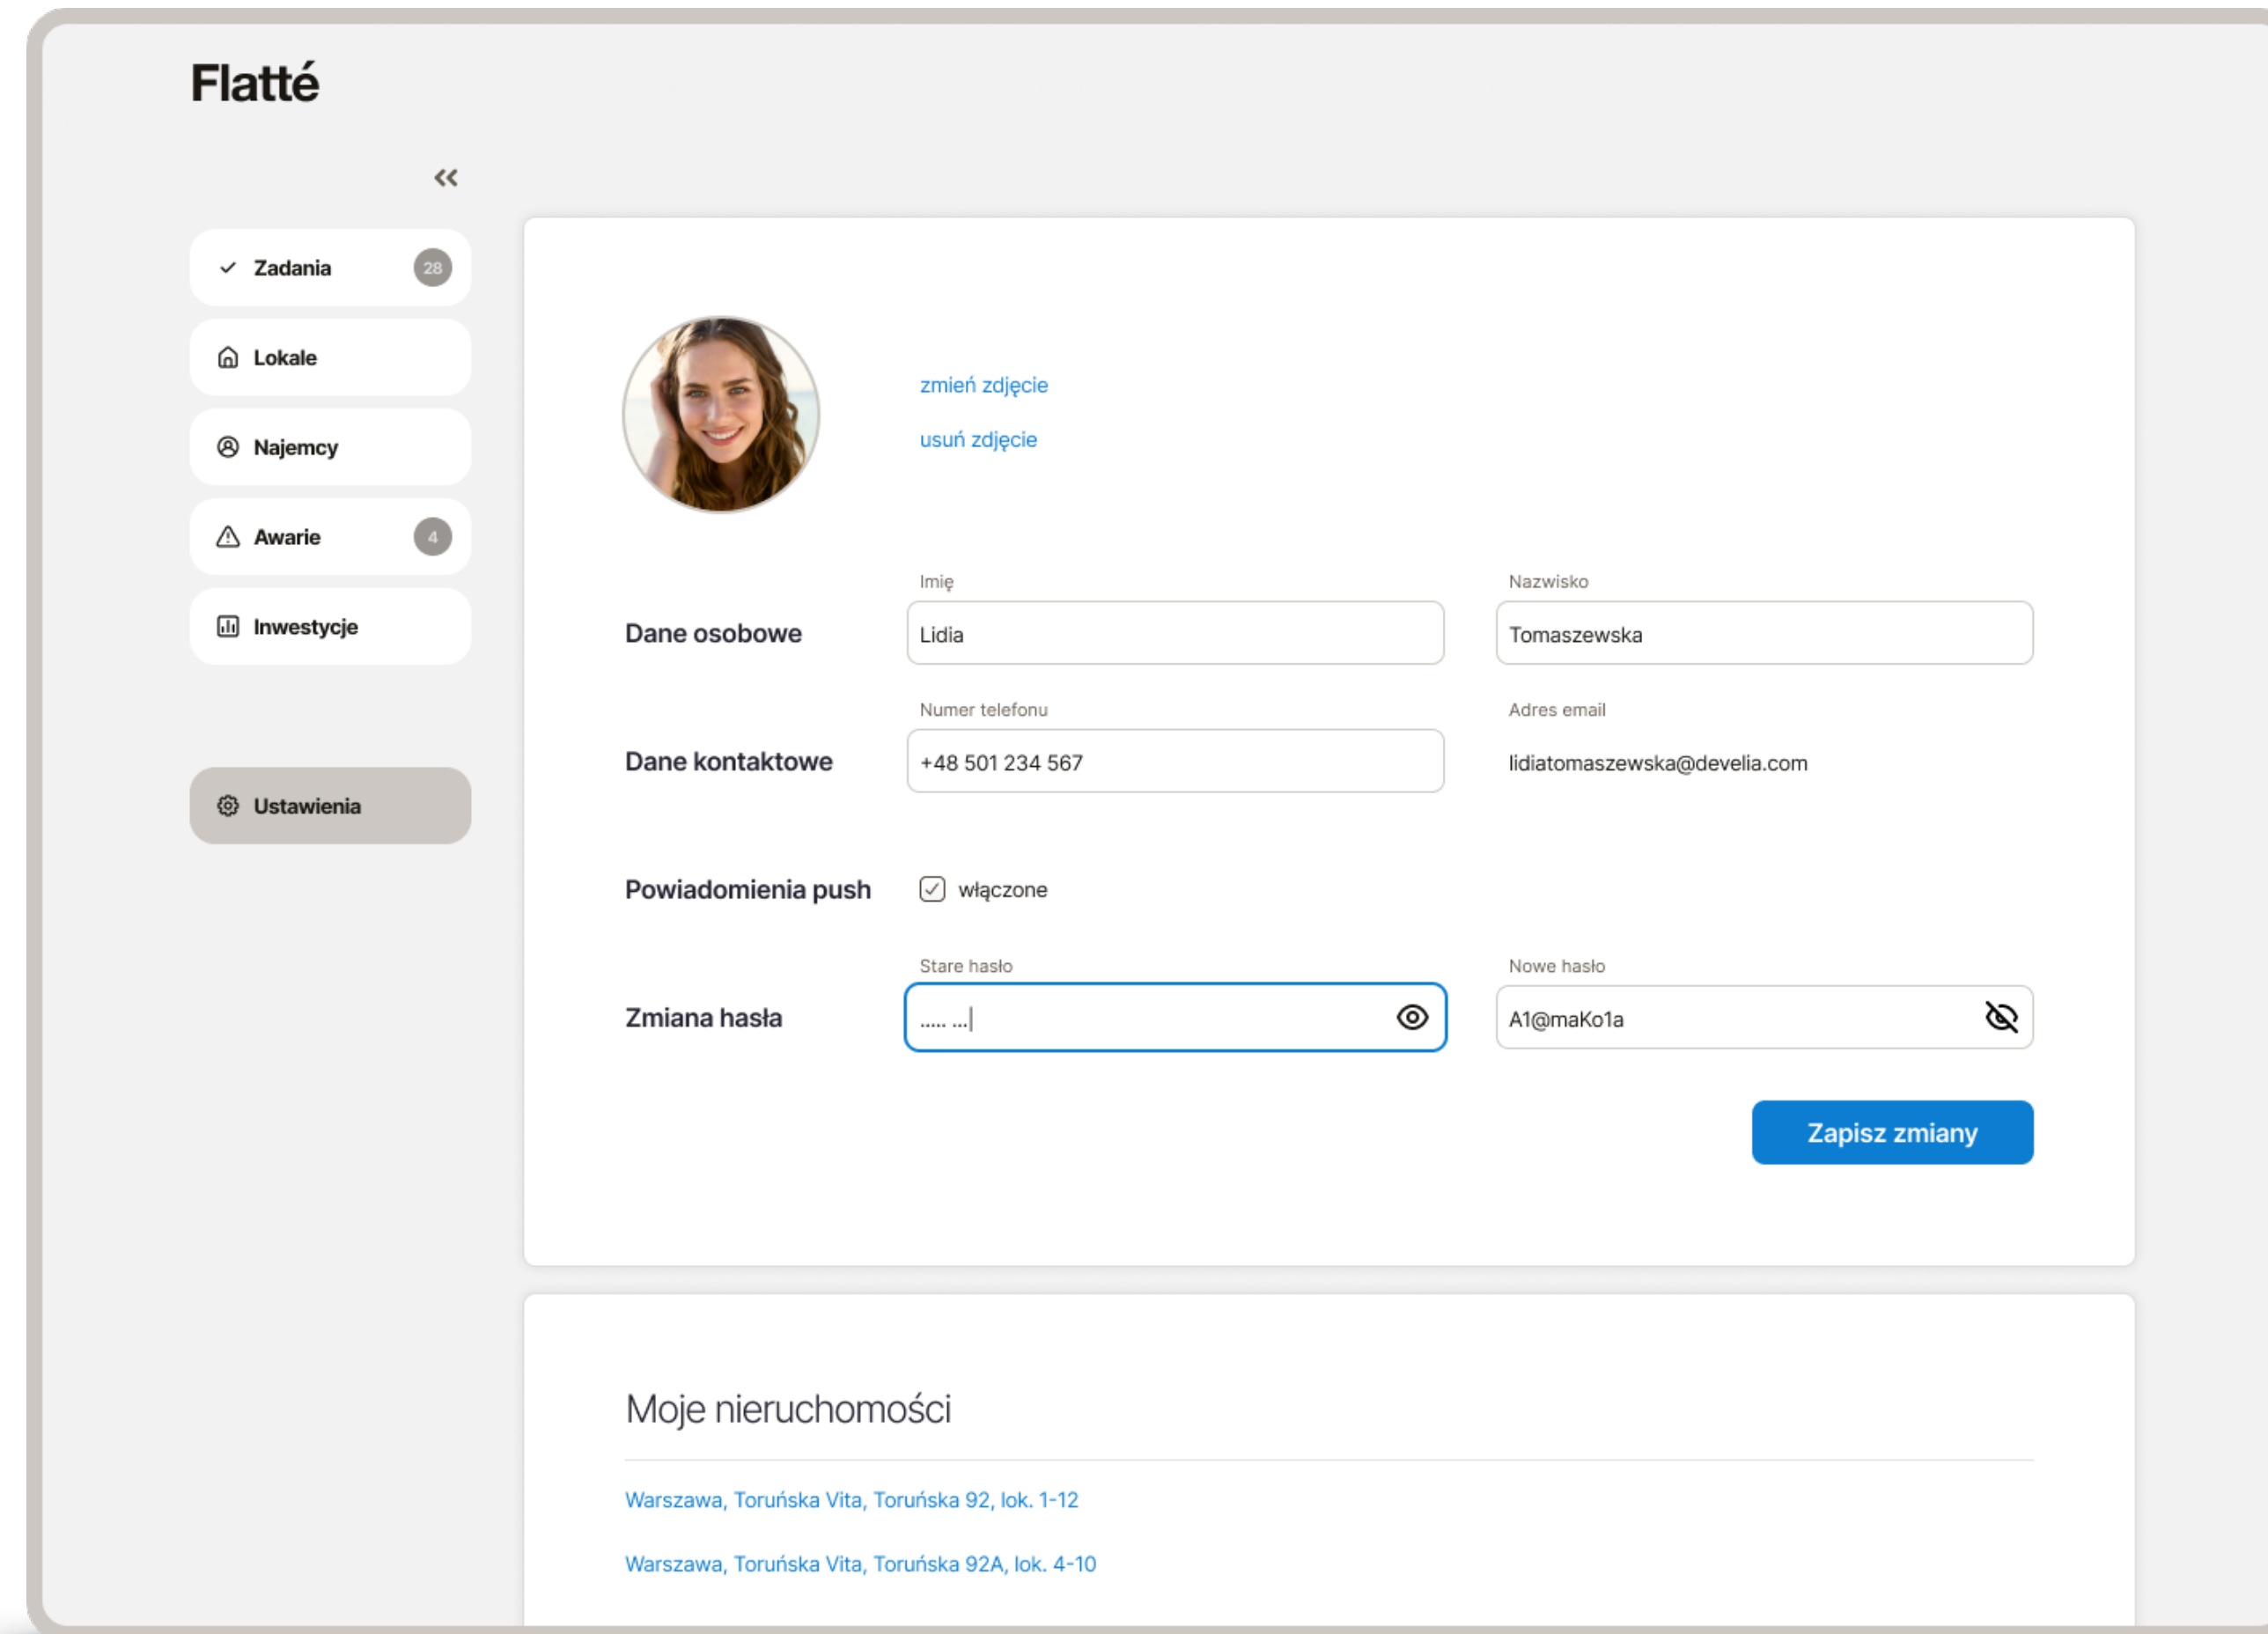 Flatté
Zadania 28
Lokale
Najemcy
Awarie 4
Inwestycje
Ustawienia
zmień zdjęcie
usuń zdjęcie
Imię Nazwisko
Dane osobowe Lidia Tomaszewska
Numer telefonu Adres email
Dane kontaktowe +48 501 234 567 lidiatomaszewska@develia.com
Powiadomienia push włączone
Stare hasło Nowe hasło
Zmiana hasła ..... ... A1@maKo1a
Zapisz zmiany
Moje nieruchomości
Warszawa, Toruńska Vita, Toruńska 92, lok. 1-12
Warszawa, Toruńska Vita, Toruńska 92A, lok. 4-10